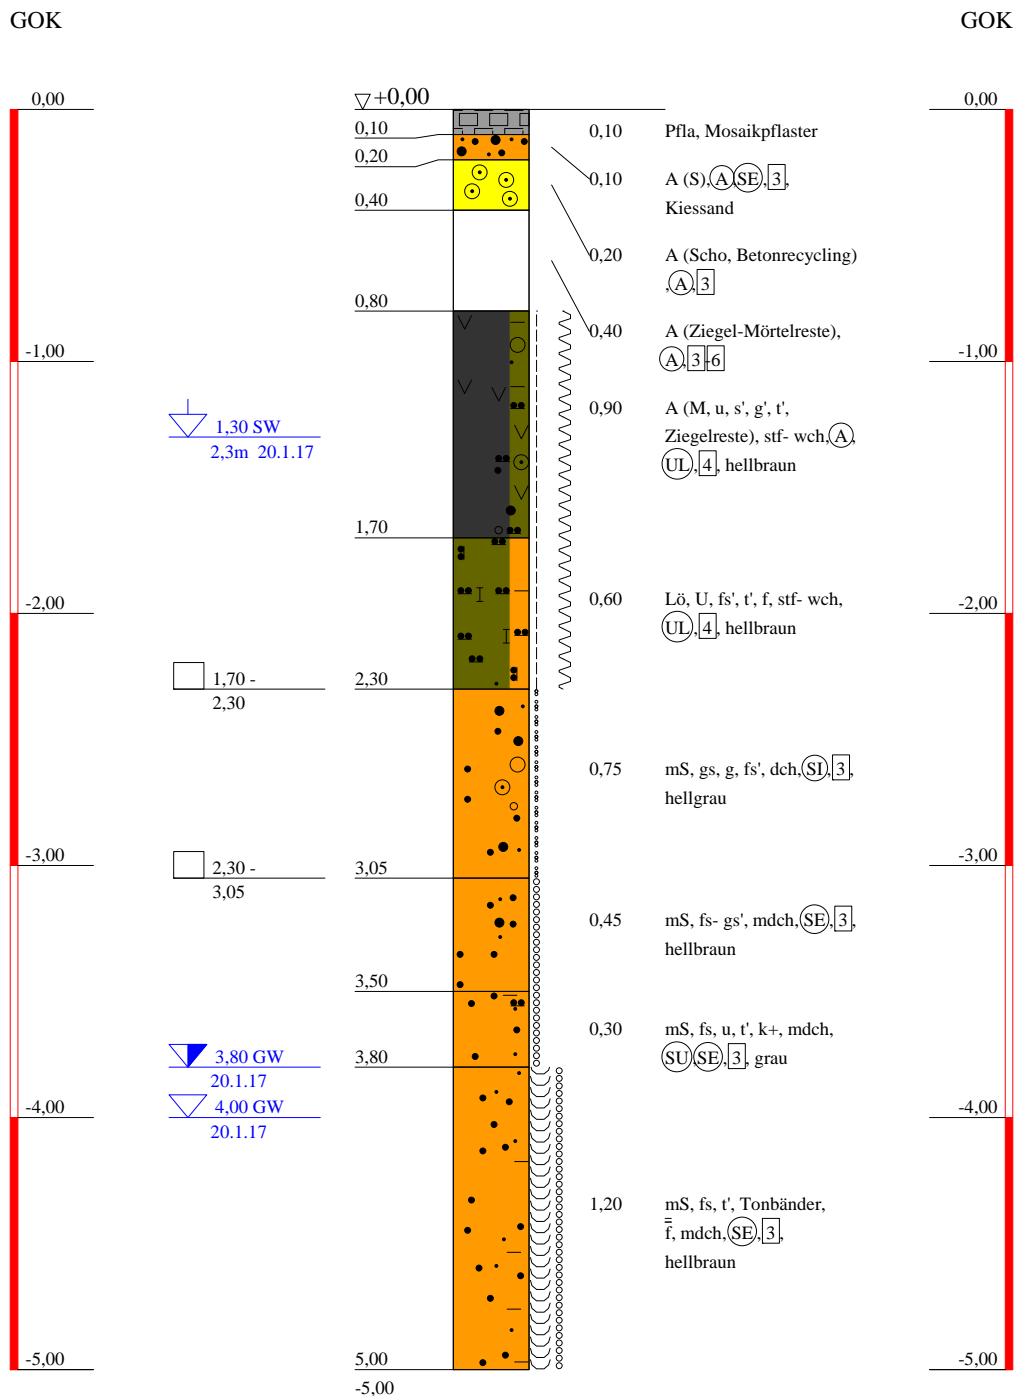 GOK
GOK
0,00
+0,00
0,00
0,10
0,10
Pfla, Mosaikpflaster
0,20
0,10
A (S), A, SE, 3,
Kiessand
0,40
0,20
A (Scho, Betonrecycling)
, A, 3
0,80
0,40
A (Ziegel-Mörtelreste),
A, 3-6
-1,00
-1,00
0,90
A (M, u, s', g', t',
Ziegelreste), stf- wch, A,
UL, 4, hellbraun
1,30 SW
2,3m 20.1.17
1,70
0,60
Lö, U, fs', t', f, stf- wch,
UL, 4, hellbraun
-2,00
-2,00
1,70 -
2,30
2,30
0,75
mS, gs, g, fs', dch, SI, 3,
hellgrau
-3,00
-3,00
2,30 -
3,05
3,05
0,45
mS, fs- gs', mdch, SE, 3,
hellbraun
3,50
0,30
mS, fs, u, t', k+, mdch,
SU, SE, 3, grau
3,80 GW
20.1.17
3,80
4,00 GW
20.1.17
-4,00
-4,00
1,20
mS, fs, t', Tonbänder,
f̿, mdch, SE, 3,
hellbraun
-5,00
5,00
-5,00
-5,00